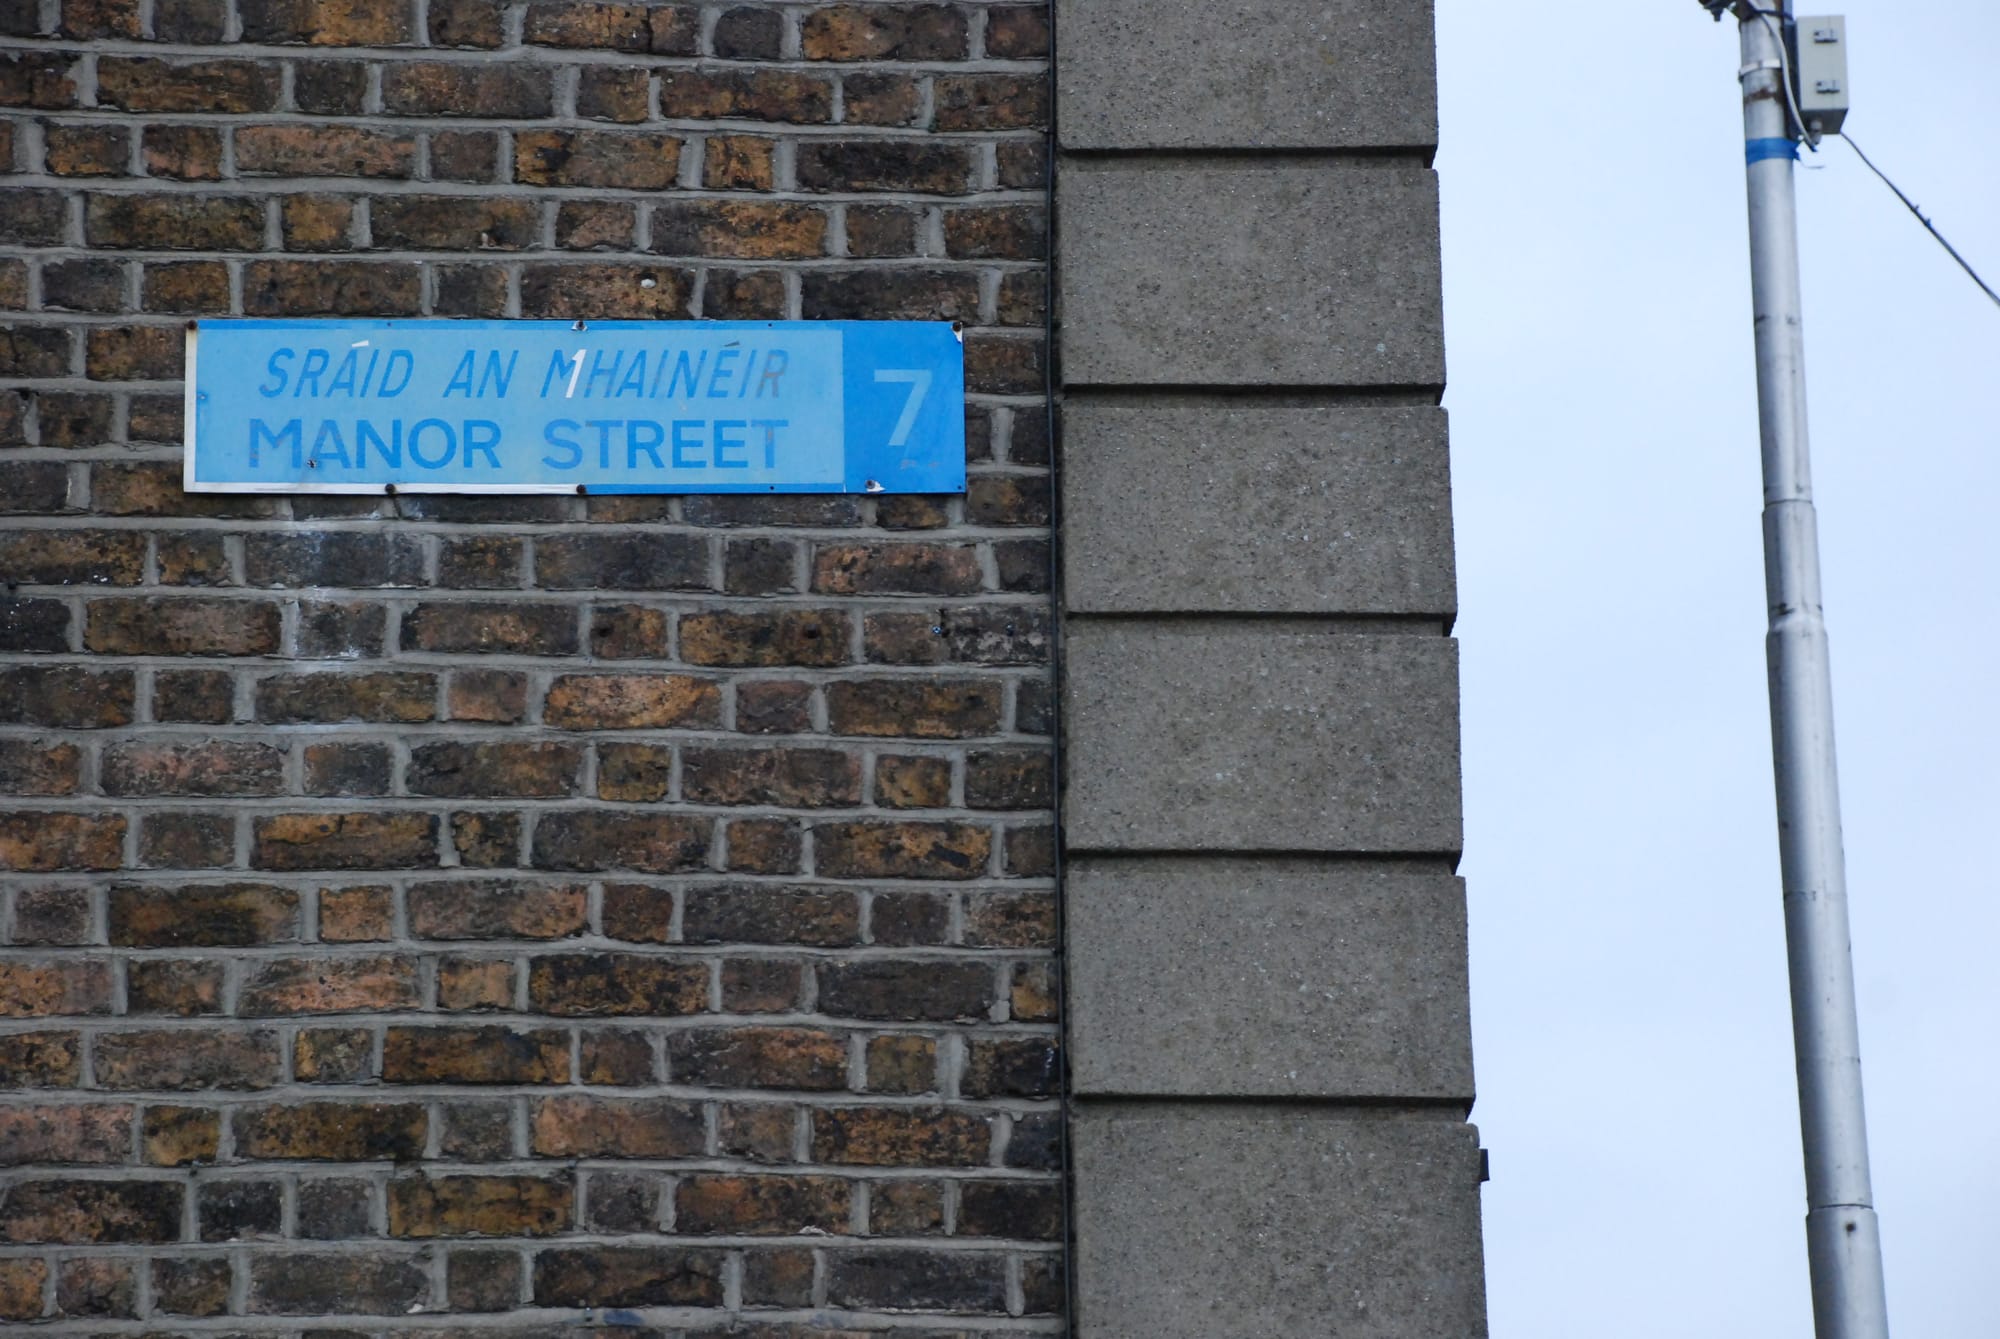 SRÁID AN MHAINÉIR
MANOR STREET
7